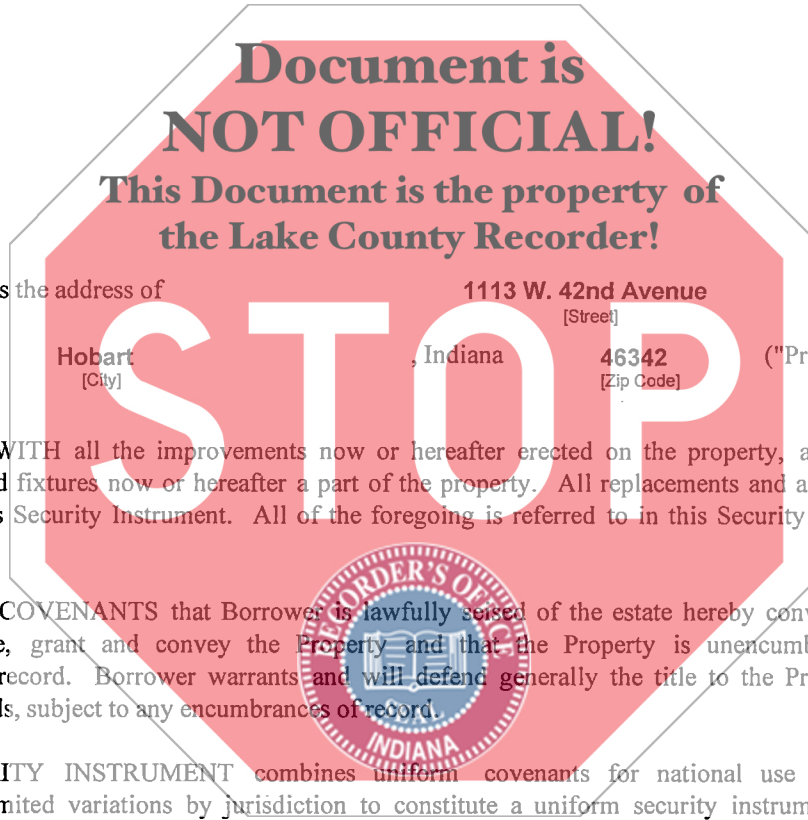 Document is
NOT OFFICIAL!
This Document is the property of
the Lake County Recorder!
s the address of 1113 W. 42nd Avenue
[Street]
Hobart , Indiana 46342 ("Pr
[City] [Zip Code]
STOP
WITH all the improvements now or hereafter erected on the property, a
d fixtures now or hereafter a part of the property. All replacements and a
s Security Instrument. All of the foregoing is referred to in this Security
RECORDER'S OFFICE
COVENANTS that Borrower is lawfully seised of the estate hereby conv
e, grant and convey the Property and that the Property is unencumb
record. Borrower warrants and will defend generally the title to the Pr
ls, subject to any encumbrances of record.
SEAL
INDIANA
ITY INSTRUMENT combines uniform covenants for national use
mited variations by jurisdiction to constitute a uniform security instrum